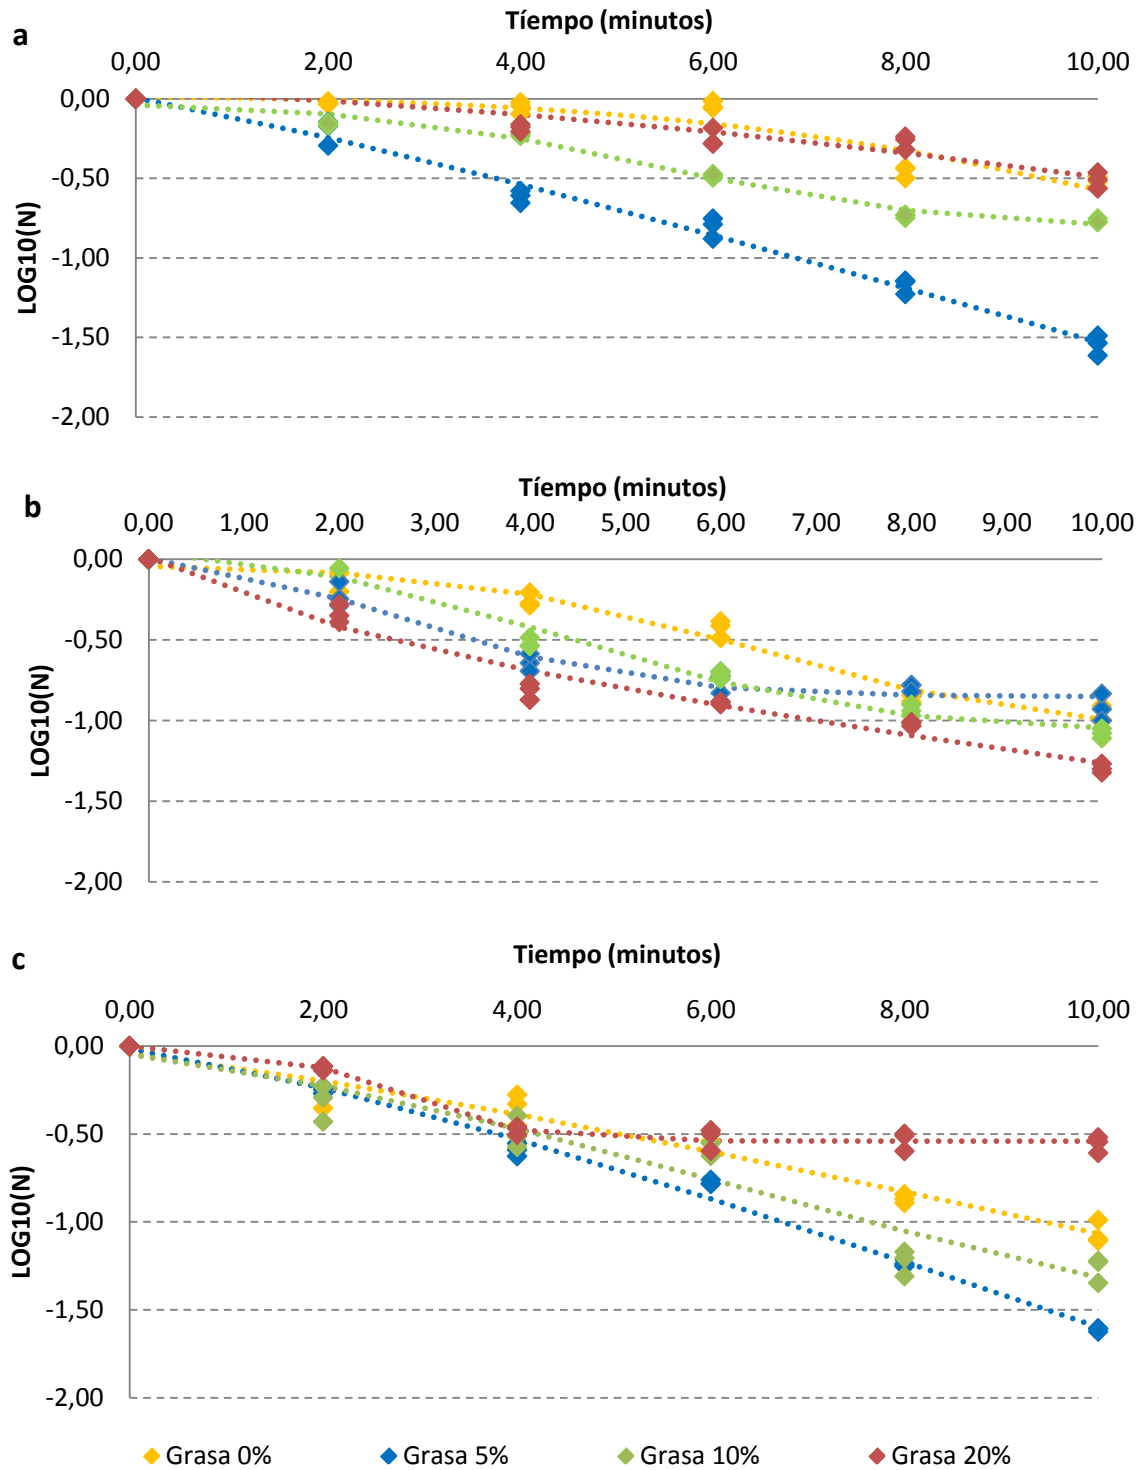 a
Tíempo (minutos)
0,00 2,00 4,00 6,00 8,00 10,00
0,00
-0,50
-1,00
-1,50
-2,00
LOG10(N)
b
Tíempo (minutos)
0,00 1,00 2,00 3,00 4,00 5,00 6,00 7,00 8,00 9,00 10,00
0,00
-0,50
-1,00
-1,50
-2,00
LOG10(N)
c
Tiempo (minutos)
0,00 2,00 4,00 6,00 8,00 10,00
0,00
-0,50
-1,00
-1,50
-2,00
LOG10(N)
Grasa 0% Grasa 5% Grasa 10% Grasa 20%